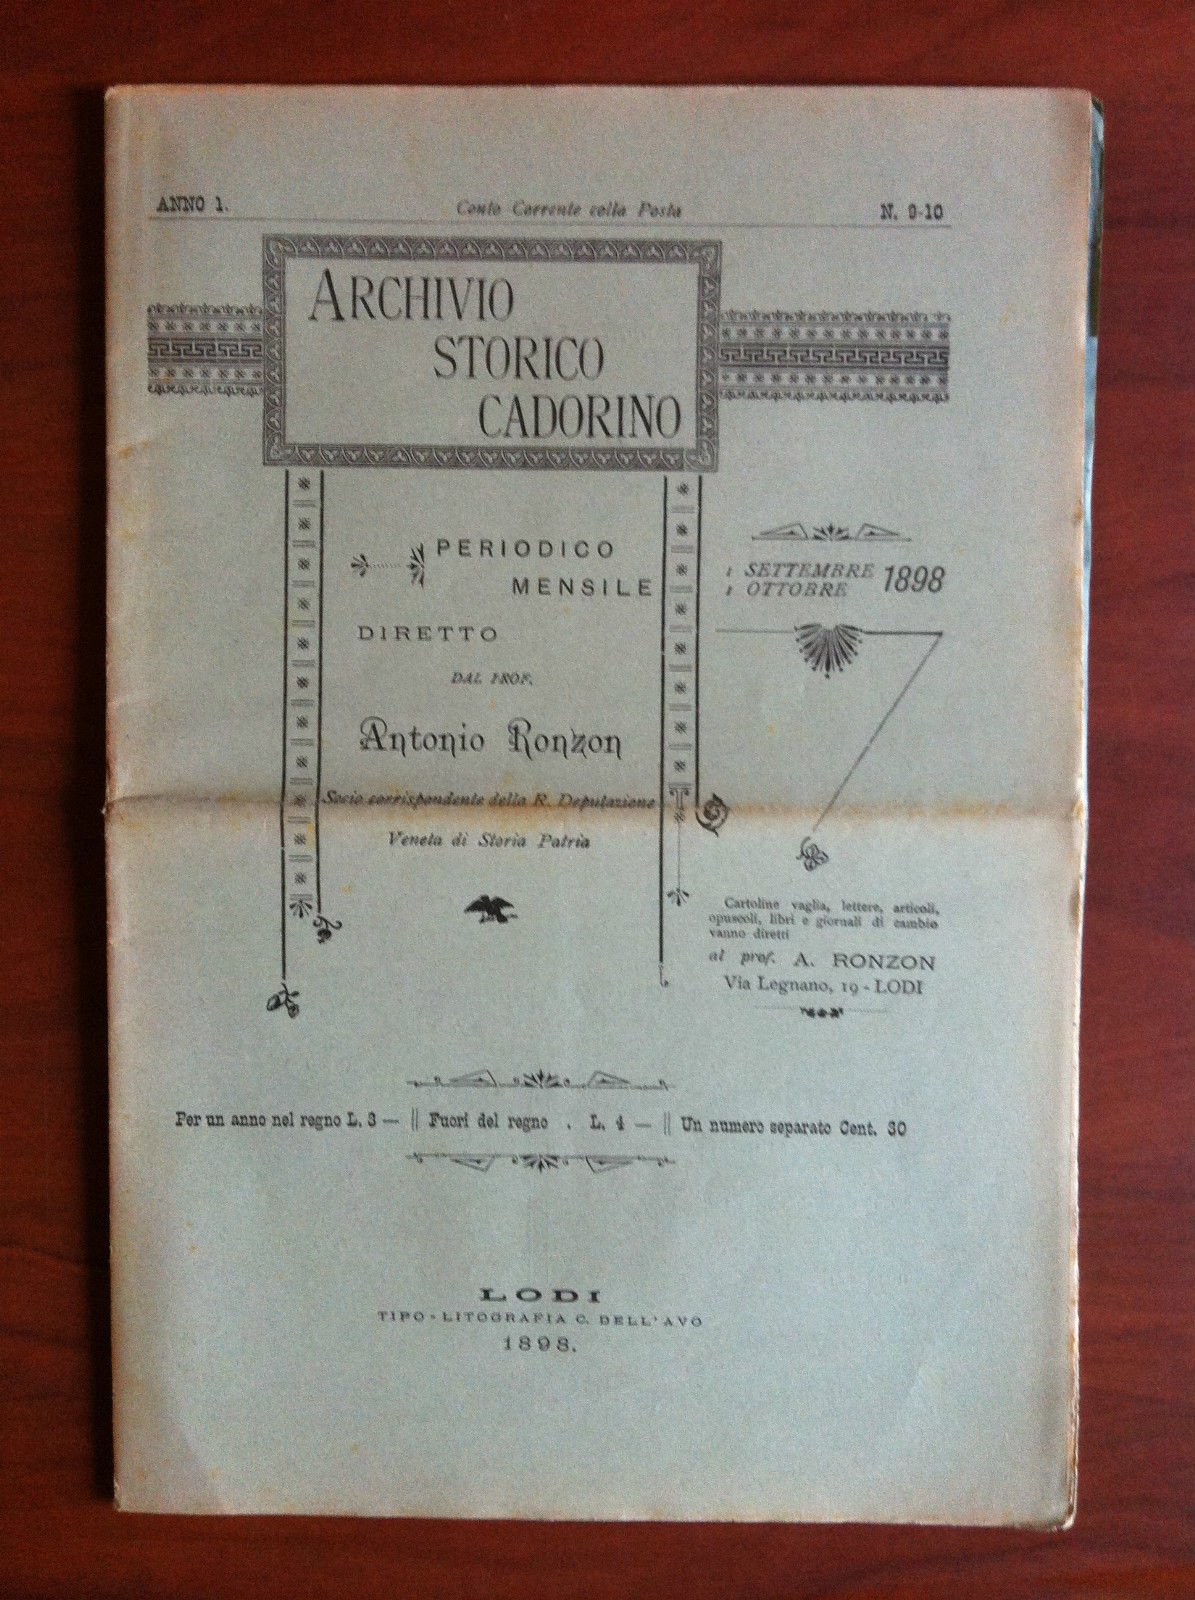 ANNO 1.
Conto Corrente colla Posta
N. 9-10
ARCHIVIO
STORICO
CADORINO
PERIODICO
MENSILE
DIRETTO
DAL PROF.
Antonio Ronzon
Socio corrispondente della R. Deputazione
Veneta di Storia Patria
SETTEMBRE
OTTOBRE
1898
Cartoline vaglia, lettere, articoli,
opuscoli, libri e giornali di cambio
vanno diretti
al prof. A. RONZON
Via Legnano, 19 - LODI
Per un anno nel regno L. 3 — || Fuori del regno . L. 4 — || Un numero separato Cent. 30
LODI
TIPO-LITOGRAFIA C. DELL'AVO
1898.